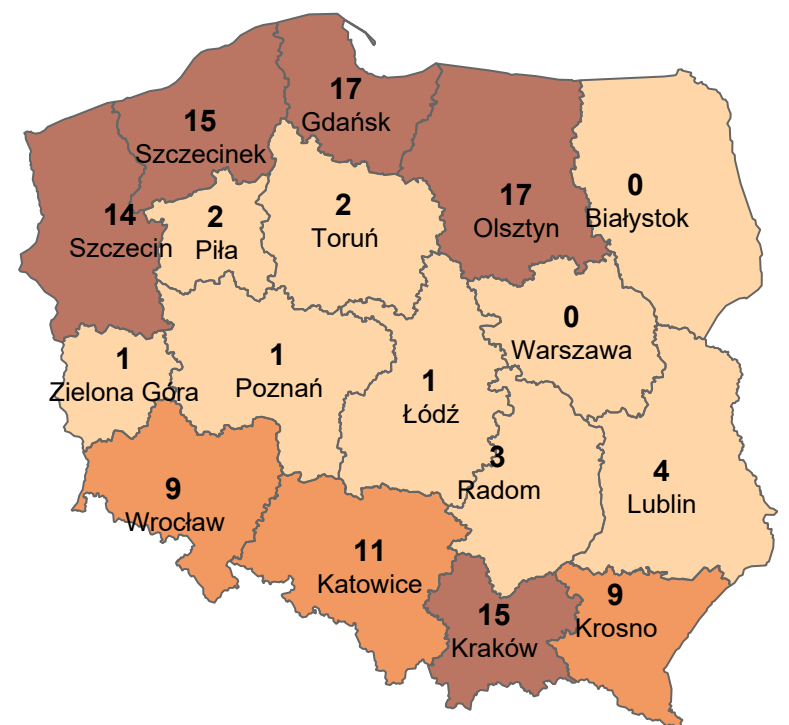 17
Gdańsk
15
Szczecinek
17
Olsztyn
0
Białystok
14
Szczecin
2
Piła
2
Toruń
0
Warszawa
1
Zielona Góra
1
Poznań
1
Łódź
3
Radom
4
Lublin
9
Wrocław
11
Katowice
15
Kraków
9
Krosno